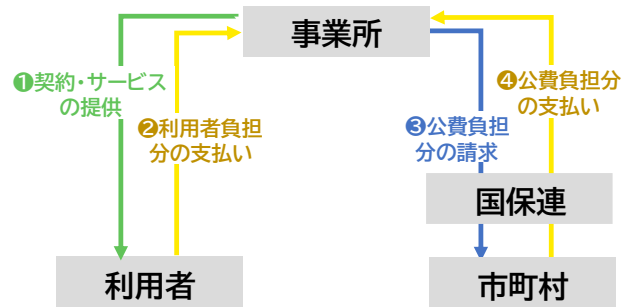 事業所
❶契約・サービス
の提供
❷利用者負担
分の支払い
❸公費負担
分の請求
❹公費負担分
の支払い
国保連
利用者
市町村